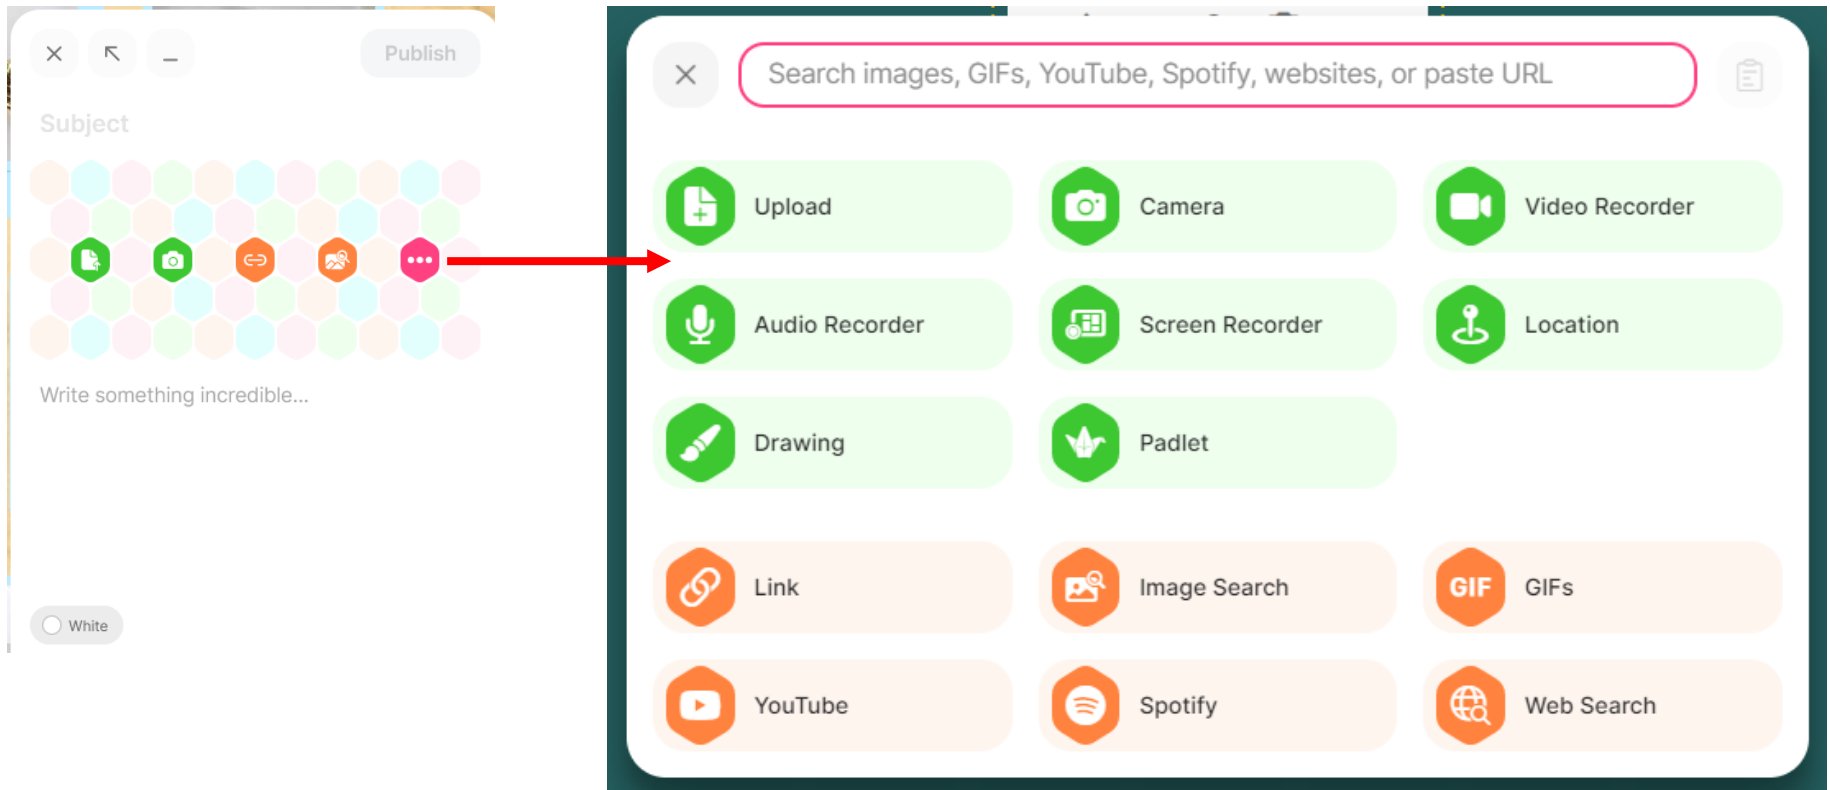 Publish
Subject
Write something incredible...
White
Search images, GIFs, YouTube, Spotify, websites, or paste URL
Upload
Camera
Video Recorder
Audio Recorder
Screen Recorder
Location
Drawing
Padlet
Link
Image Search
GIF
GIFs
YouTube
Spotify
Web Search